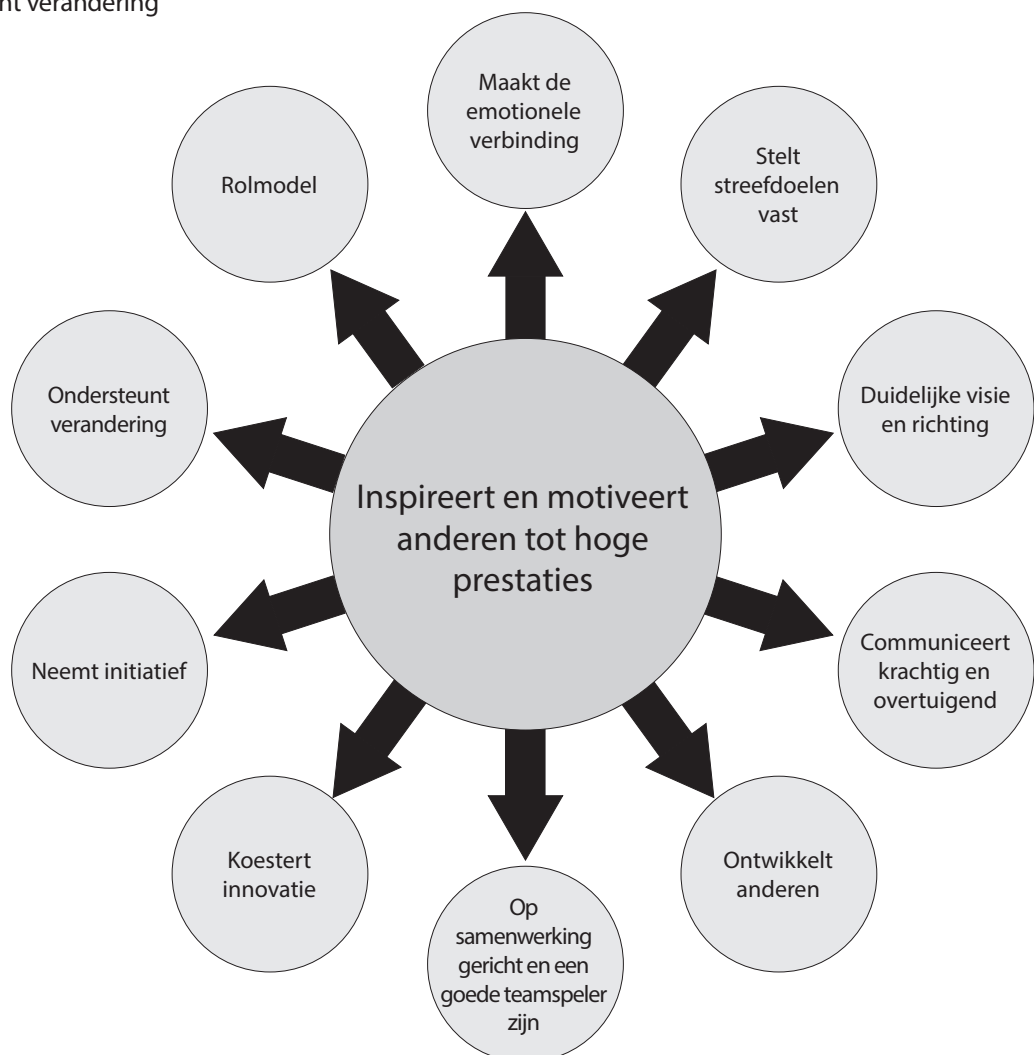 verandering
Maakt de
emotionele
verbinding
Stelt
streefdoelen
vast
Rolmodel
Duidelijke visie
en richting
Ondersteunt
verandering
Inspireert en motiveert
anderen tot hoge
prestaties
Communiceert
krachtig en
overtuigend
Neemt initiatief
Ontwikkelt
anderen
Koestert
innovatie
Op
samenwerking
gericht en een
goede teamspeler
zijn